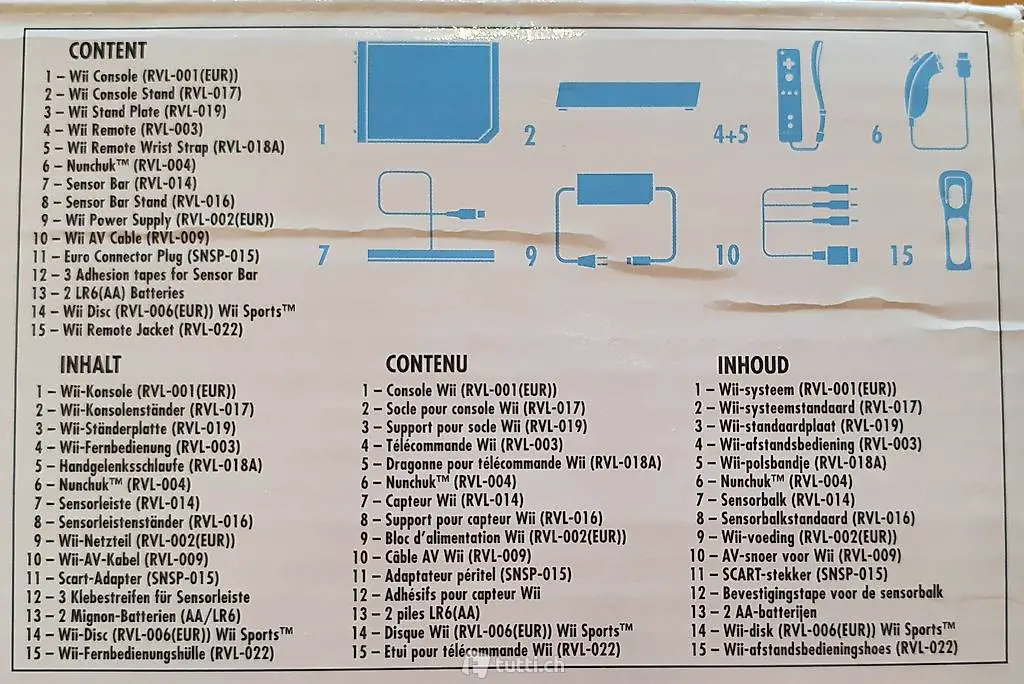 CONTENT
1 – Wii Console (RVL-001(EUR))
2 – Wii Console Stand (RVL-017)
3 – Wii Stand Plate (RVL-019)
4 – Wii Remote (RVL-003)
5 – Wii Remote Wrist Strap (RVL-018A)
6 – Nunchuk™ (RVL-004)
7 – Sensor Bar (RVL-014)
8 – Sensor Bar Stand (RVL-016)
9 – Wii Power Supply (RVL-002(EUR))
10 – Wii AV Cable (RVL-009)
11 – Euro Connector Plug (SNSP-015)
12 – 3 Adhesion tapes for Sensor Bar
13 – 2 LR6(AA) Batteries
14 – Wii Disc (RVL-006(EUR)) Wii Sports™
15 – Wii Remote Jacket (RVL-022)
1
2
4+5
6
7
9
10
15
INHALT
1 – Wii-Konsole (RVL-001(EUR))
2 – Wii-Konsolenständer (RVL-017)
3 – Wii-Ständerplatte (RVL-019)
4 – Wii-Fernbedienung (RVL-003)
5 – Handgelenksschlaufe (RVL-018A)
6 – Nunchuk™ (RVL-004)
7 – Sensorleiste (RVL-014)
8 – Sensorleistenständer (RVL-016)
9 – Wii-Netzteil (RVL-002(EUR))
10 – Wii-AV-Kabel (RVL-009)
11 – Scart-Adapter (SNSP-015)
12 – 3 Klebestreifen für Sensorleiste
13 – 2 Mignon-Batterien (AA/LR6)
14 – Wii-Disc (RVL-006(EUR)) Wii Sports™
15 – Wii-Fernbedienungshülle (RVL-022)
CONTENU
1 – Console Wii (RVL-001(EUR))
2 – Socle pour console Wii (RVL-017)
3 – Support pour socle Wii (RVL-019)
4 – Télécommande Wii (RVL-003)
5 – Dragonne pour télécommande Wii (RVL-018A)
6 – Nunchuk™ (RVL-004)
7 – Capteur Wii (RVL-014)
8 – Support pour capteur Wii (RVL-016)
9 – Bloc d'alimentation Wii (RVL-002(EUR))
10 – Câble AV Wii (RVL-009)
11 – Adaptateur péritel (SNSP-015)
12 – Adhésifs pour capteur Wii
13 – 2 piles LR6(AA)
14 – Disque Wii (RVL-006(EUR)) Wii Sports™
15 – Etui pour télécommande Wii (RVL-022)
INHOUD
1 – Wii-systeem (RVL-001(EUR))
2 – Wii-systeemstandaard (RVL-017)
3 – Wii-standaardplaat (RVL-019)
4 – Wii-afstandsbediening (RVL-003)
5 – Wii-polsbandje (RVL-018A)
6 – Nunchuk™ (RVL-004)
7 – Sensorbalk (RVL-014)
8 – Sensorbalkstandaard (RVL-016)
9 – Wii-voeding (RVL-002(EUR))
10 – AV-snoer voor Wii (RVL-009)
11 – SCART-stekker (SNSP-015)
12 – Bevestigingstape voor de sensorbalk
13 – 2 AA-batterijen
14 – Wii-disk (RVL-006(EUR)) Wii Sports™
15 – Wii-afstandsbedieningshoes (RVL-022)
tutti.ch